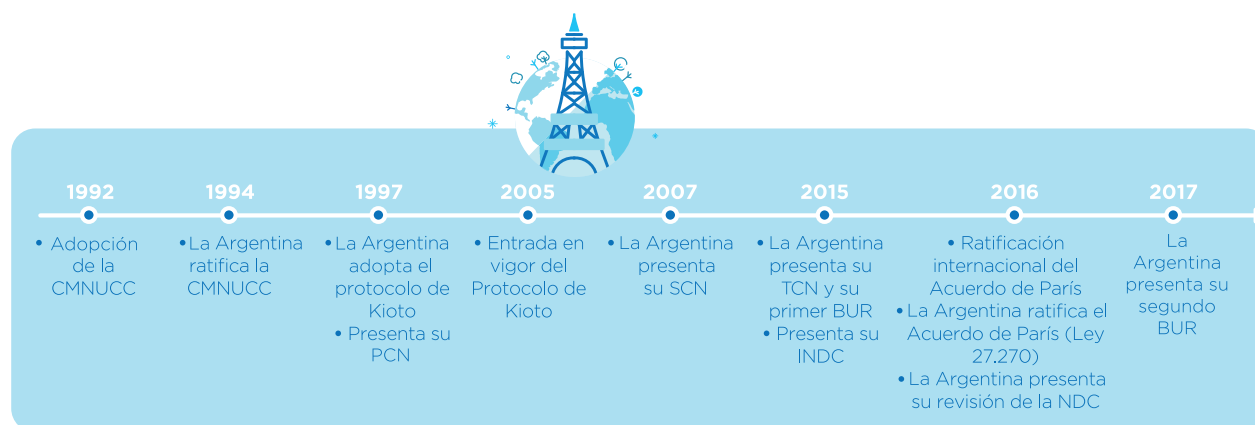 1992
• Adopción
de la
CMNUCC
1994
• La Argentina
ratifica la
CMNUCC
1997
• La Argentina
adopta el
protocolo de
Kioto
• Presenta su
PCN
2005
• Entrada en
vigor del
Protocolo de
Kioto
2007
• La Argentina
presenta
su SCN
2015
• La Argentina
presenta su
TCN y su
primer BUR
• Presenta su
INDC
2016
• Ratificación
internacional del
Acuerdo de París
• La Argentina ratifica el
Acuerdo de París (Ley
27.270)
• La Argentina presenta
su revisión de la NDC
2017
La
Argentina
presenta su
segundo
BUR